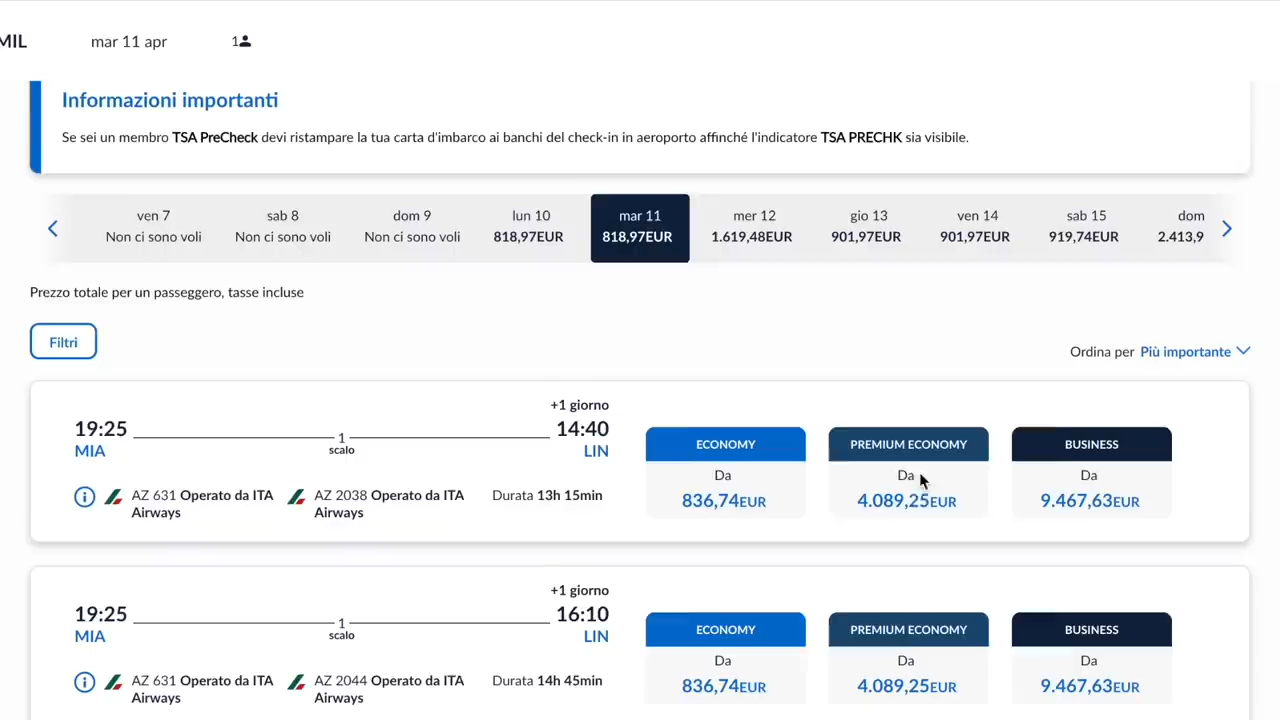 MIL mar 11 apr 1
Informazioni importanti
Se sei un membro TSA PreCheck devi ristampare la tua carta d'imbarco ai banchi del check-in in aeroporto affinché l'indicatore TSA PRECHK sia visibile.
ven 7 sab 8 dom 9 lun 10 mar 11 mer 12 gio 13 ven 14 sab 15 dom
Non ci sono voli Non ci sono voli Non ci sono voli 818,97EUR 818,97EUR 1.619,48EUR 901,97EUR 901,97EUR 919,74EUR 2.413,9
Prezzo totale per un passeggero, tasse incluse
Filtri
Ordina per Più importante
+1 giorno
19:25 1 14:40
MIA scalo LIN
AZ 631 Operato da ITA Airways
AZ 2038 Operato da ITA Airways
Durata 13h 15min
ECONOMY PREMIUM ECONOMY BUSINESS
Da Da Da
836,74EUR 4.089,25EUR 9.467,63EUR
+1 giorno
19:25 1 16:10
MIA scalo LIN
AZ 631 Operato da ITA Airways
AZ 2044 Operato da ITA Airways
Durata 14h 45min
ECONOMY PREMIUM ECONOMY BUSINESS
Da Da Da
836,74EUR 4.089,25EUR 9.467,63EUR